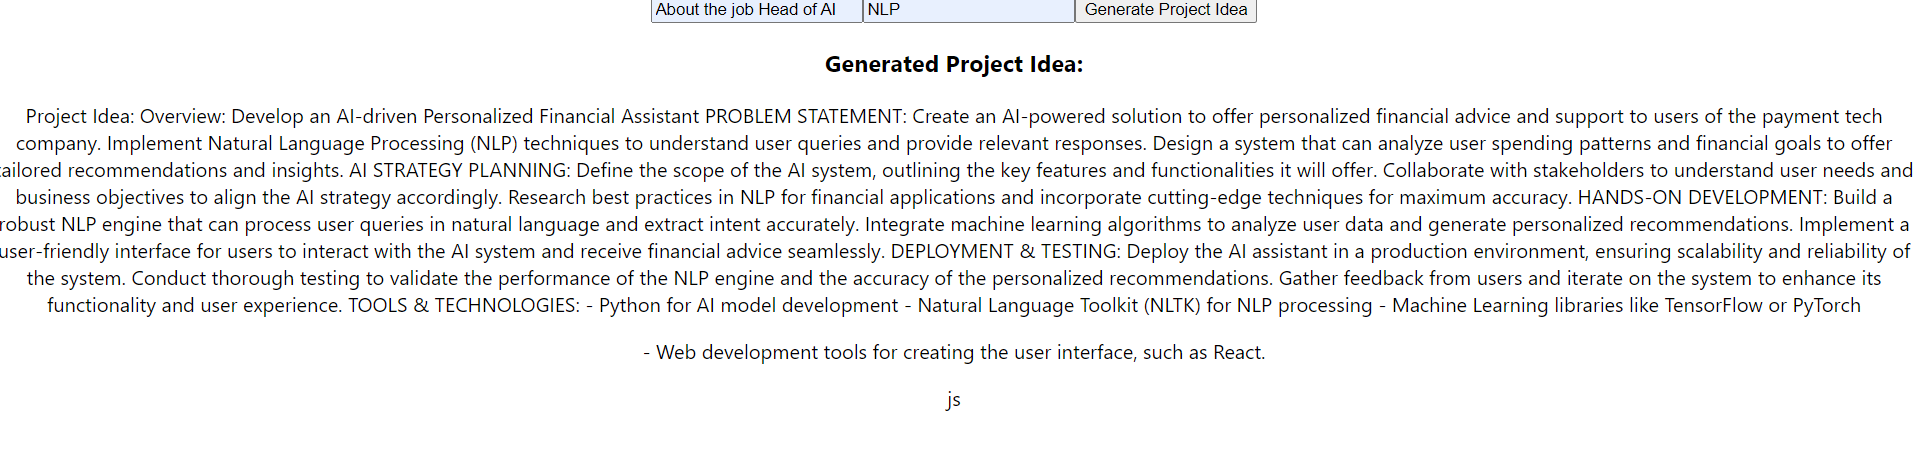 About the job Head of AI NLP Generate Project Idea
Generated Project Idea:
Project Idea: Overview: Develop an AI-driven Personalized Financial Assistant PROBLEM STATEMENT: Create an AI-powered solution to offer personalized financial advice and support to users of the payment tech
company. Implement Natural Language Processing (NLP) techniques to understand user queries and provide relevant responses. Design a system that can analyze user spending patterns and financial goals to offer
tailored recommendations and insights. AI STRATEGY PLANNING: Define the scope of the AI system, outlining the key features and functionalities it will offer. Collaborate with stakeholders to understand user needs and
business objectives to align the AI strategy accordingly. Research best practices in NLP for financial applications and incorporate cutting-edge techniques for maximum accuracy. HANDS-ON DEVELOPMENT: Build a
robust NLP engine that can process user queries in natural language and extract intent accurately. Integrate machine learning algorithms to analyze user data and generate personalized recommendations. Implement a
user-friendly interface for users to interact with the AI system and receive financial advice seamlessly. DEPLOYMENT & TESTING: Deploy the AI assistant in a production environment, ensuring scalability and reliability of
the system. Conduct thorough testing to validate the performance of the NLP engine and the accuracy of the personalized recommendations. Gather feedback from users and iterate on the system to enhance its
functionality and user experience. TOOLS & TECHNOLOGIES: - Python for AI model development - Natural Language Toolkit (NLTK) for NLP processing - Machine Learning libraries like TensorFlow or PyTorch
- Web development tools for creating the user interface, such as React.
js